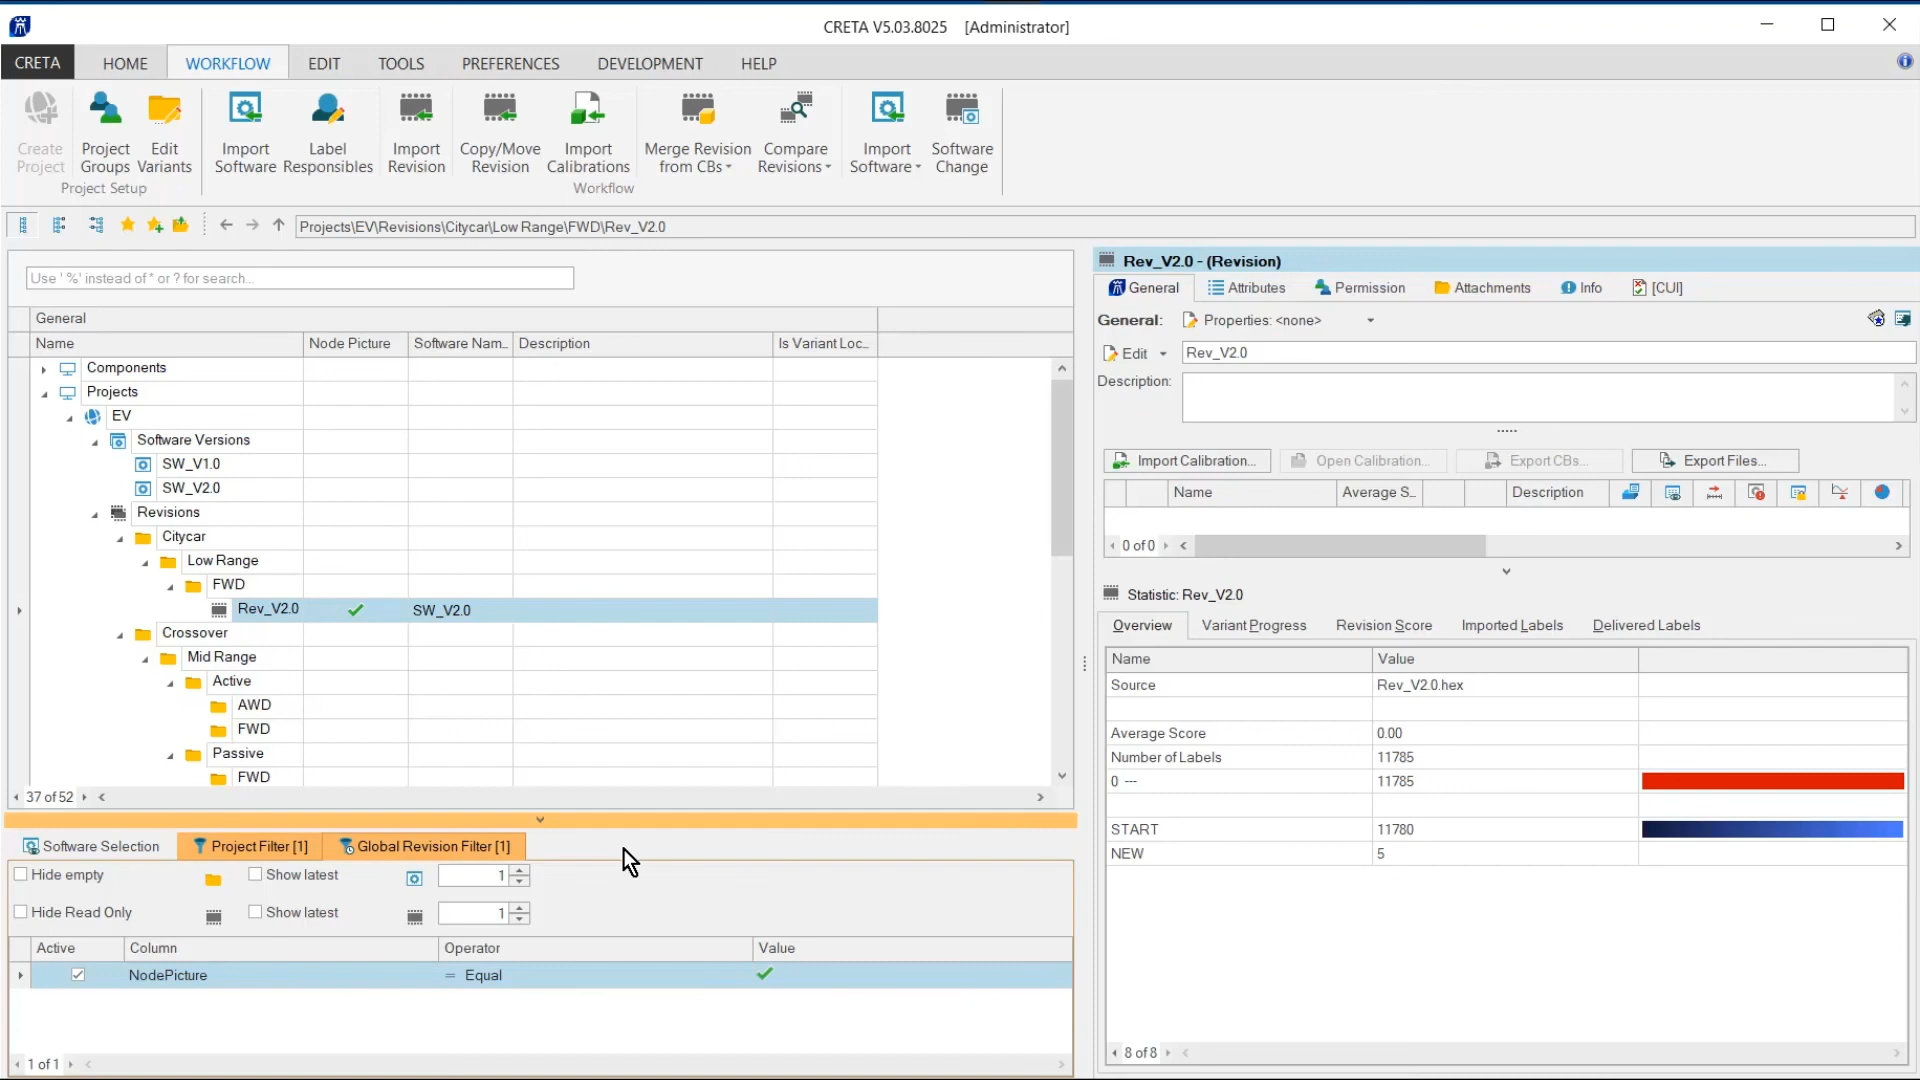 CRETA V5.03.8025 [Administrator]
CRETA HOME WORKFLOW EDIT TOOLS PREFERENCES DEVELOPMENT HELP
Create Project
Project Groups
Edit Variants
Import Software
Label Responsibles
Import Revision
Copy/Move Revision
Import Calibrations
Merge Revision from CBs
Compare Revisions
Import Software
Software Change
Project Setup
Workflow
Projects\EV\Revisions\Citycar\Low Range\FWD\Rev_V2.0
Use ' %' instead of * or ? for search...
General
Name Node Picture Software Nam... Description Is Variant Loc...
Components
Projects
EV
Software Versions
SW_V1.0
SW_V2.0
Revisions
Citycar
Low Range
FWD
Rev_V2.0 SW_V2.0
Crossover
Mid Range
Active
AWD
FWD
Passive
FWD
37 of 52
Software Selection Project Filter [1] Global Revision Filter [1]
Hide empty Show latest 1
Hide Read Only Show latest 1
Active Column Operator Value
NodePicture = Equal
1 of 1
Rev_V2.0 - (Revision)
General Attributes Permission Attachments Info [CUI]
General: Properties: <none>
Edit Rev_V2.0
Description:
Import Calibration... Open Calibration... Export CBs... Export Files...
Name Average S... Description
0 of 0
Statistic: Rev_V2.0
Overview Variant Progress Revision Score Imported Labels Delivered Labels
Name Value
Source Rev_V2.0.hex
Average Score 0.00
Number of Labels 11785
0 --- 11785
START 11780
NEW 5
8 of 8